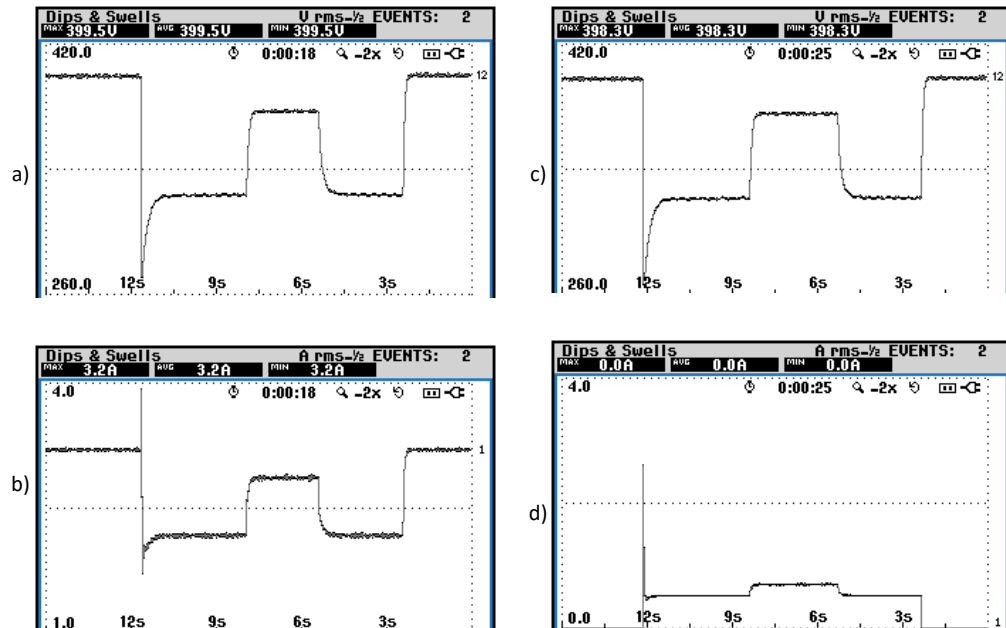 a)
Dips & Swells V rms-½ EVENTS: 2
MAX 399.5V AVG 399.5V MIN 399.5V
420.0 0:00:18 -2x
12
260.0 12s 9s 6s 3s
c)
Dips & Swells V rms-½ EVENTS: 2
MAX 398.3V AVG 398.3V MIN 398.3V
420.0 0:00:25 -2x
12
260.0 12s 9s 6s 3s
b)
Dips & Swells A rms-½ EVENTS: 2
MAX 3.2A AVG 3.2A MIN 3.2A
4.0 0:00:18 -2x
1
1.0 12s 9s 6s 3s
d)
Dips & Swells A rms-½ EVENTS: 2
MAX 0.0A AVG 0.0A MIN 0.0A
4.0 0:00:25 -2x
0.0 12s 9s 6s 3s
1